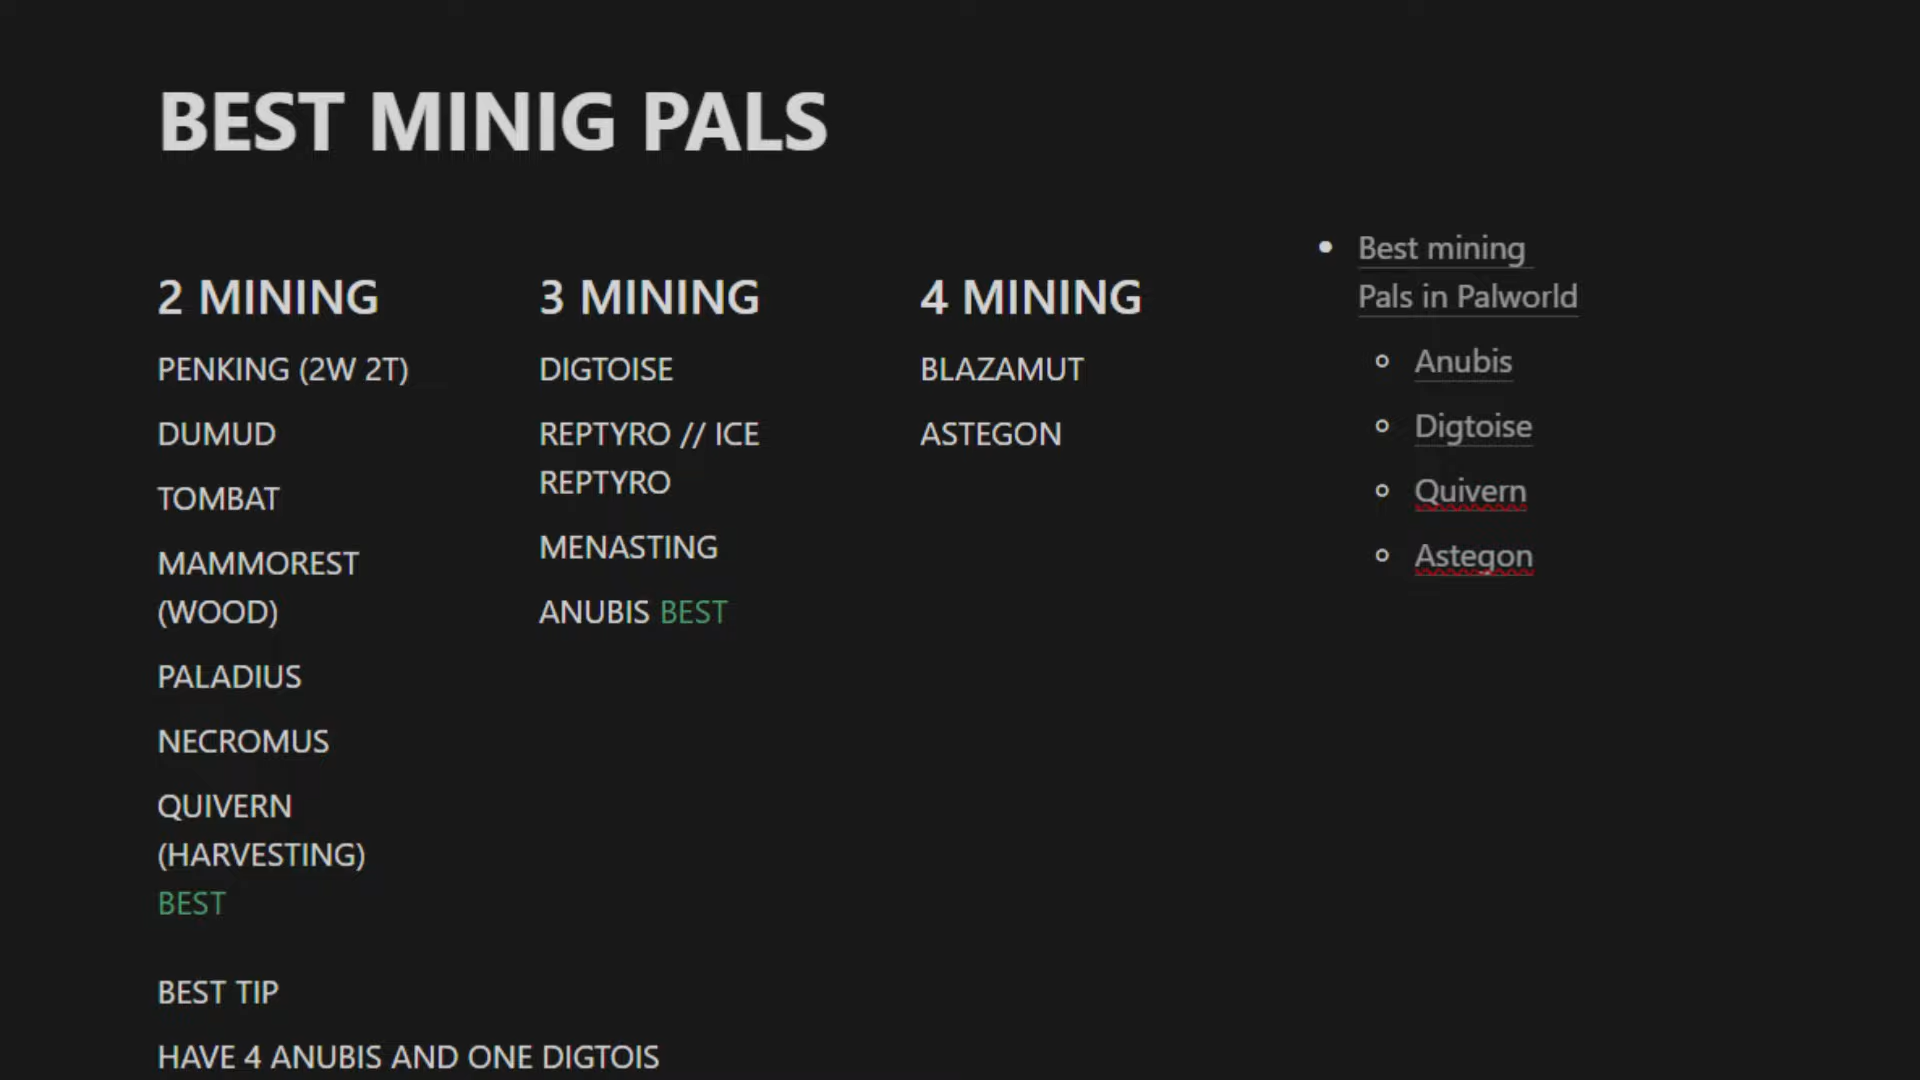 BEST MINIG PALS
2 MINING
PENKING (2W 2T)
DUMUD
TOMBAT
MAMMOREST
(WOOD)
PALADIUS
NECROMUS
QUIVERN
(HARVESTING)
BEST
3 MINING
DIGTOISE
REPTYRO // ICE
REPTYRO
MENASTING
ANUBIS BEST
4 MINING
BLAZAMUT
ASTEGON
• Best mining
Pals in Palworld
Anubis
Digtoise
Quivern
Astegon
BEST TIP
HAVE 4 ANUBIS AND ONE DIGTOIS